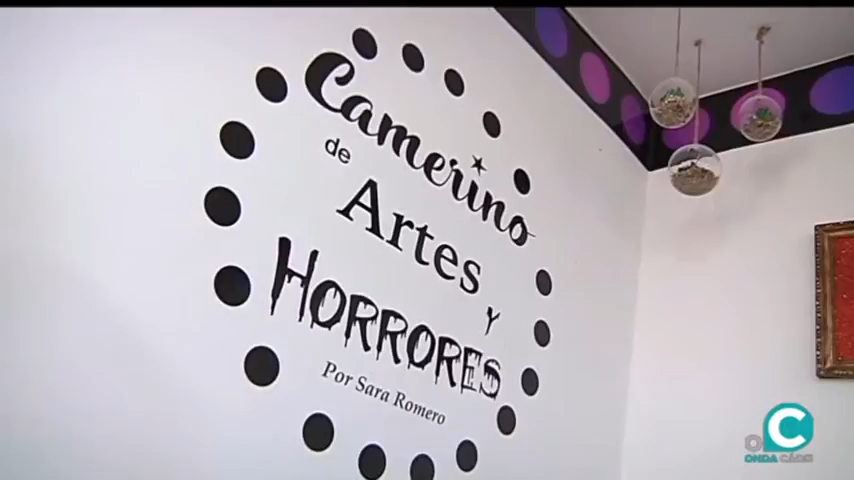 Camerino
de
Artes
Y
HORRORES
Por Sara Romero
ONDA CÁDIZ